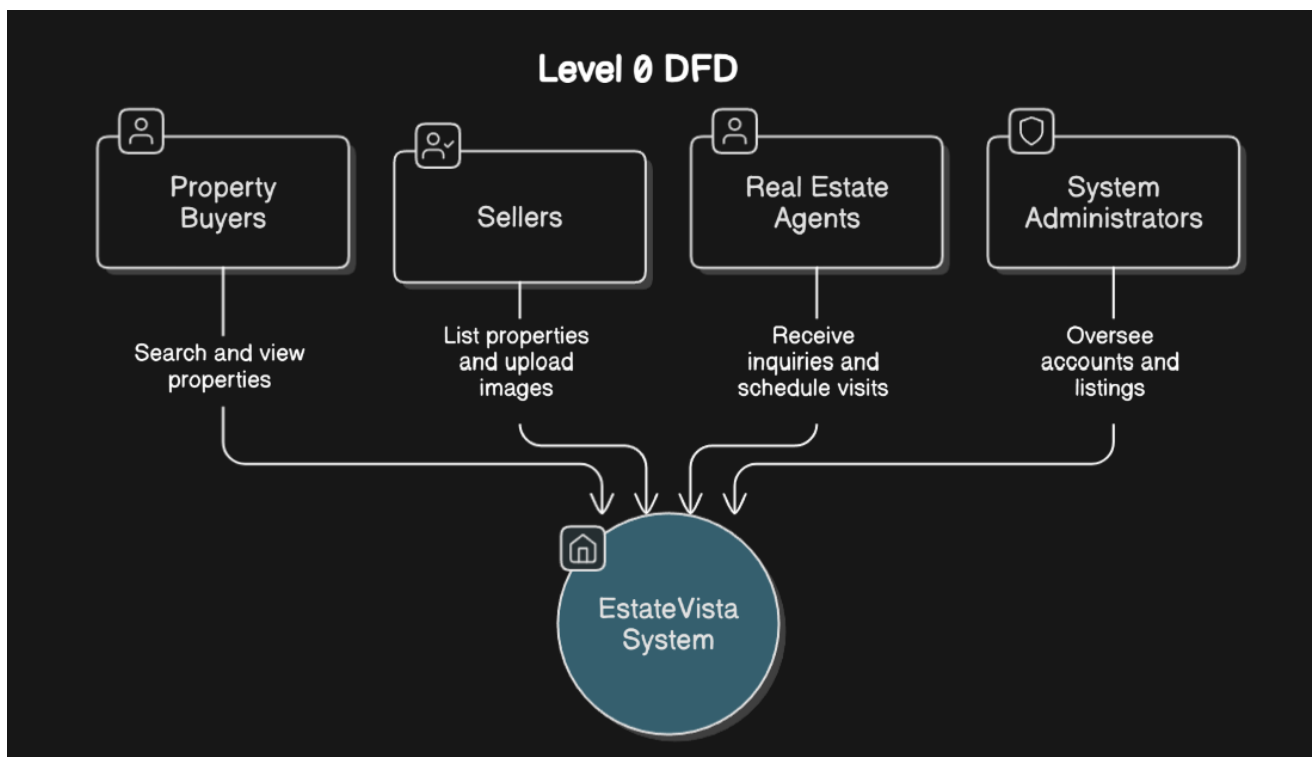 Level 0 DFD
Property
Buyers
Sellers
Real Estate
Agents
System
Administrators
Search and view
properties
List properties
and upload
images
Receive
inquiries and
schedule visits
Oversee
accounts and
listings
EstateVista
System